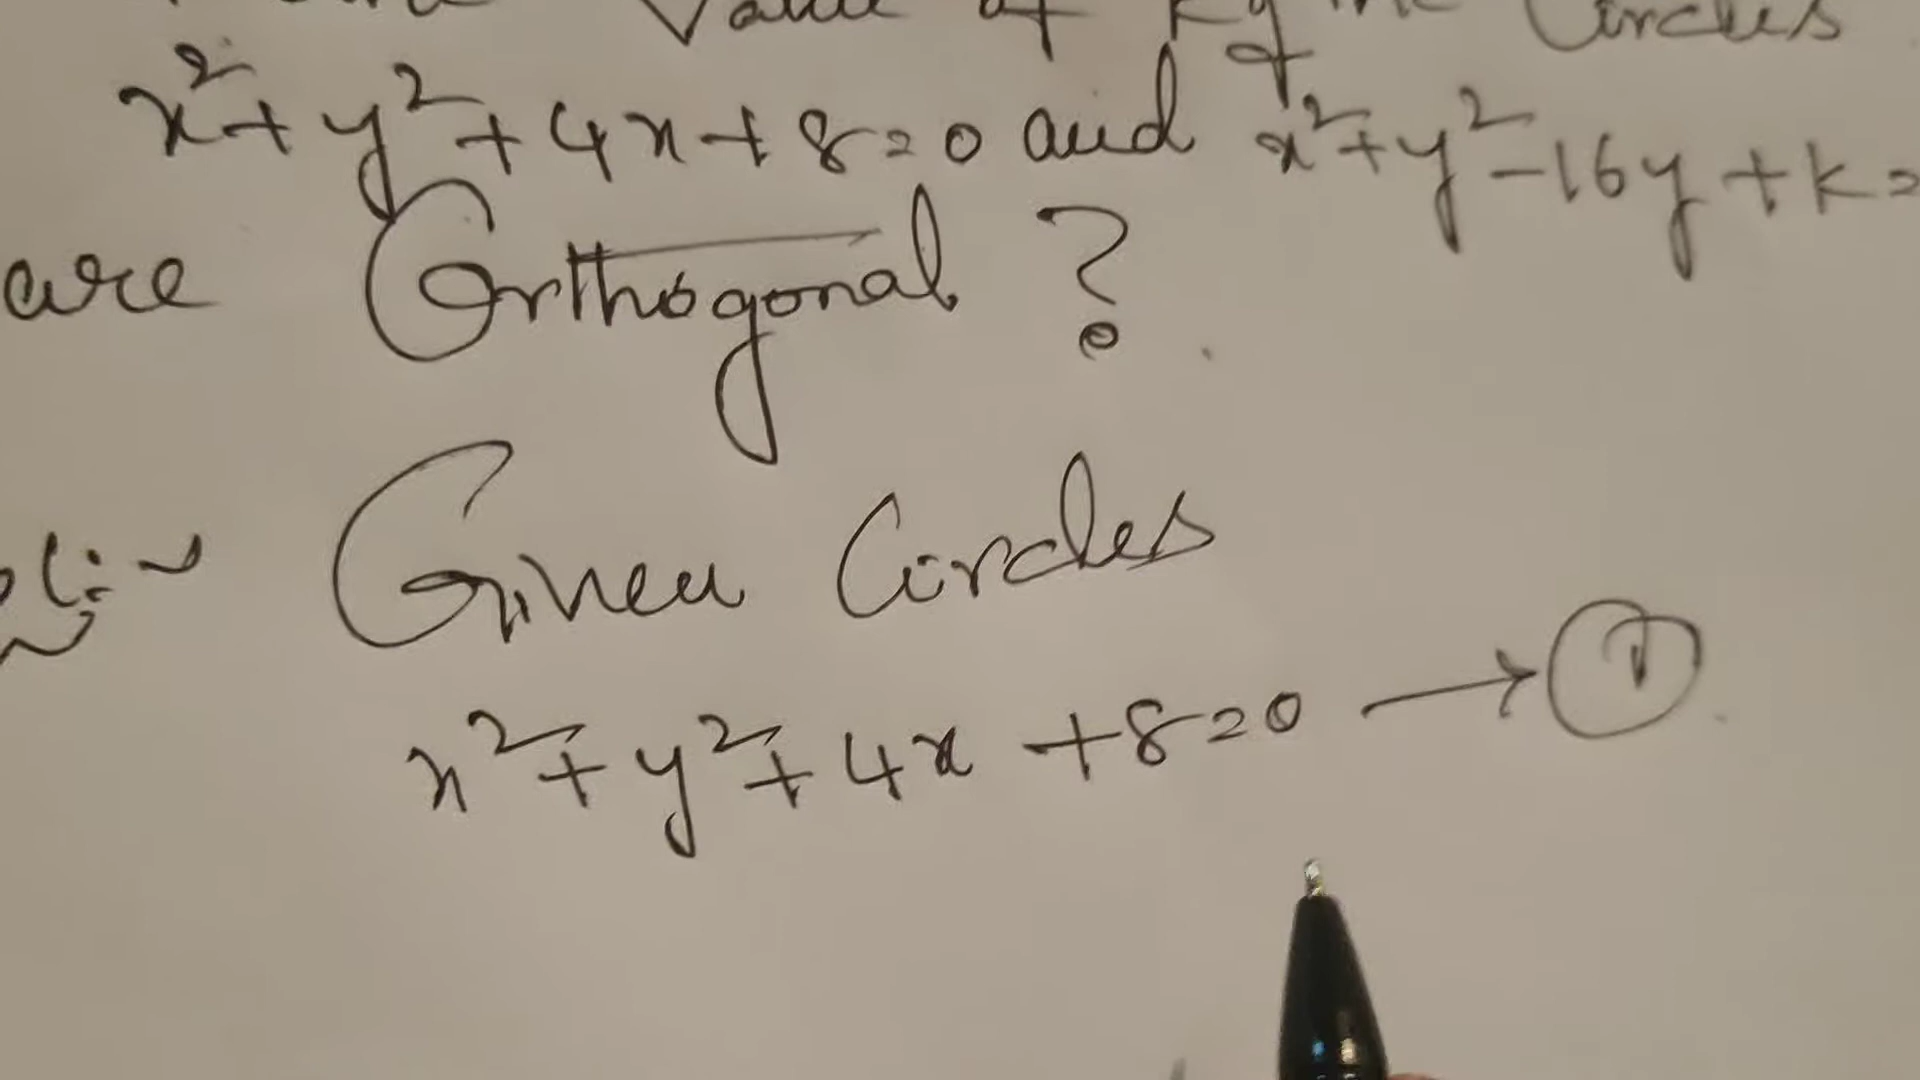 Value of k if the Circles
x²+y²+4x+8=0 and x²+y²-16y+k=
are Orthogonal ?
Given Circles
x²+y²+4x+8=0 → ①